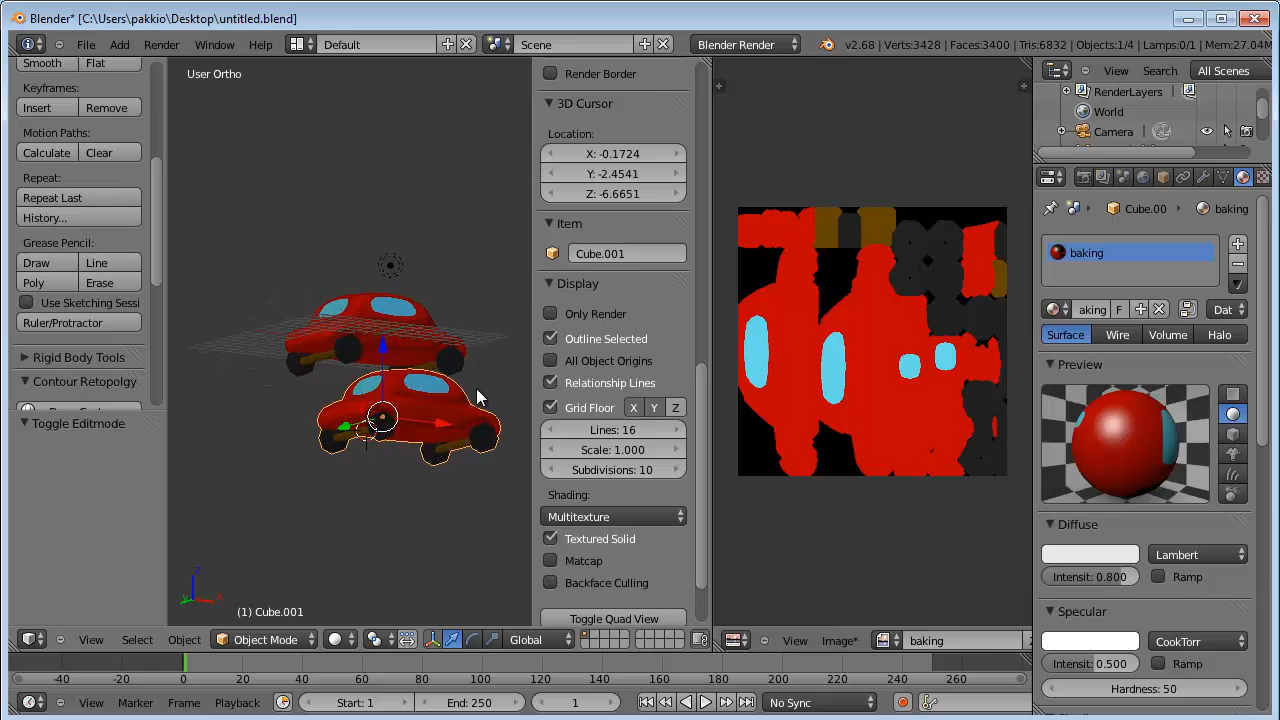 Blender* [C:\Users\pakkio\Desktop\untitled.blend]
File Add Render Window Help Default Scene Blender Render v2.68 | Verts:3428 | Faces:3400 | Tris:6832 | Objects:1/4 | Lamps:0/1 | Mem:27.04M
Smooth Flat
Keyframes:
Insert Remove
Motion Paths:
Calculate Clear
Repeat:
Repeat Last
History...
Grease Pencil:
Draw Line
Poly Erase
Use Sketching Sessi
Ruler/Protractor
Rigid Body Tools
Contour Retopolgy
Toggle Editmode
User Ortho
(1) Cube.001
Render Border
3D Cursor
Location:
X: -0.1724
Y: -2.4541
Z: -6.6651
Item
Cube.001
Display
Only Render
Outline Selected
All Object Origins
Relationship Lines
Grid Floor X Y Z
Lines: 16
Scale: 1.000
Subdivisions: 10
Shading:
Multitexture
Textured Solid
Matcap
Backface Culling
Toggle Quad View
View Search All Scenes
RenderLayers
World
Camera
Cube.00 baking
baking
aking F Dat
Surface Wire Volume Halo
Preview
Diffuse
Lambert
Intensit: 0.800 Ramp
Specular
CookTorr
Intensit: 0.500 Ramp
Hardness: 50
View Select Object Object Mode Global
View Image* baking
-40 -20 0 20 40 60 80 100 120 140 160 180 200 220 240 260
View Marker Frame Playback Start: 1 End: 250 1 No Sync